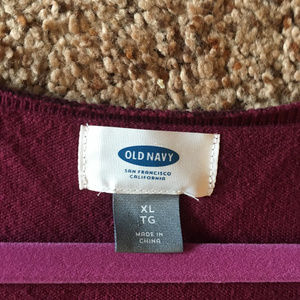 OLD NAVY
SAN FRANCISCO
CALIFORNIA
XL
TG
MADE IN
CHINA